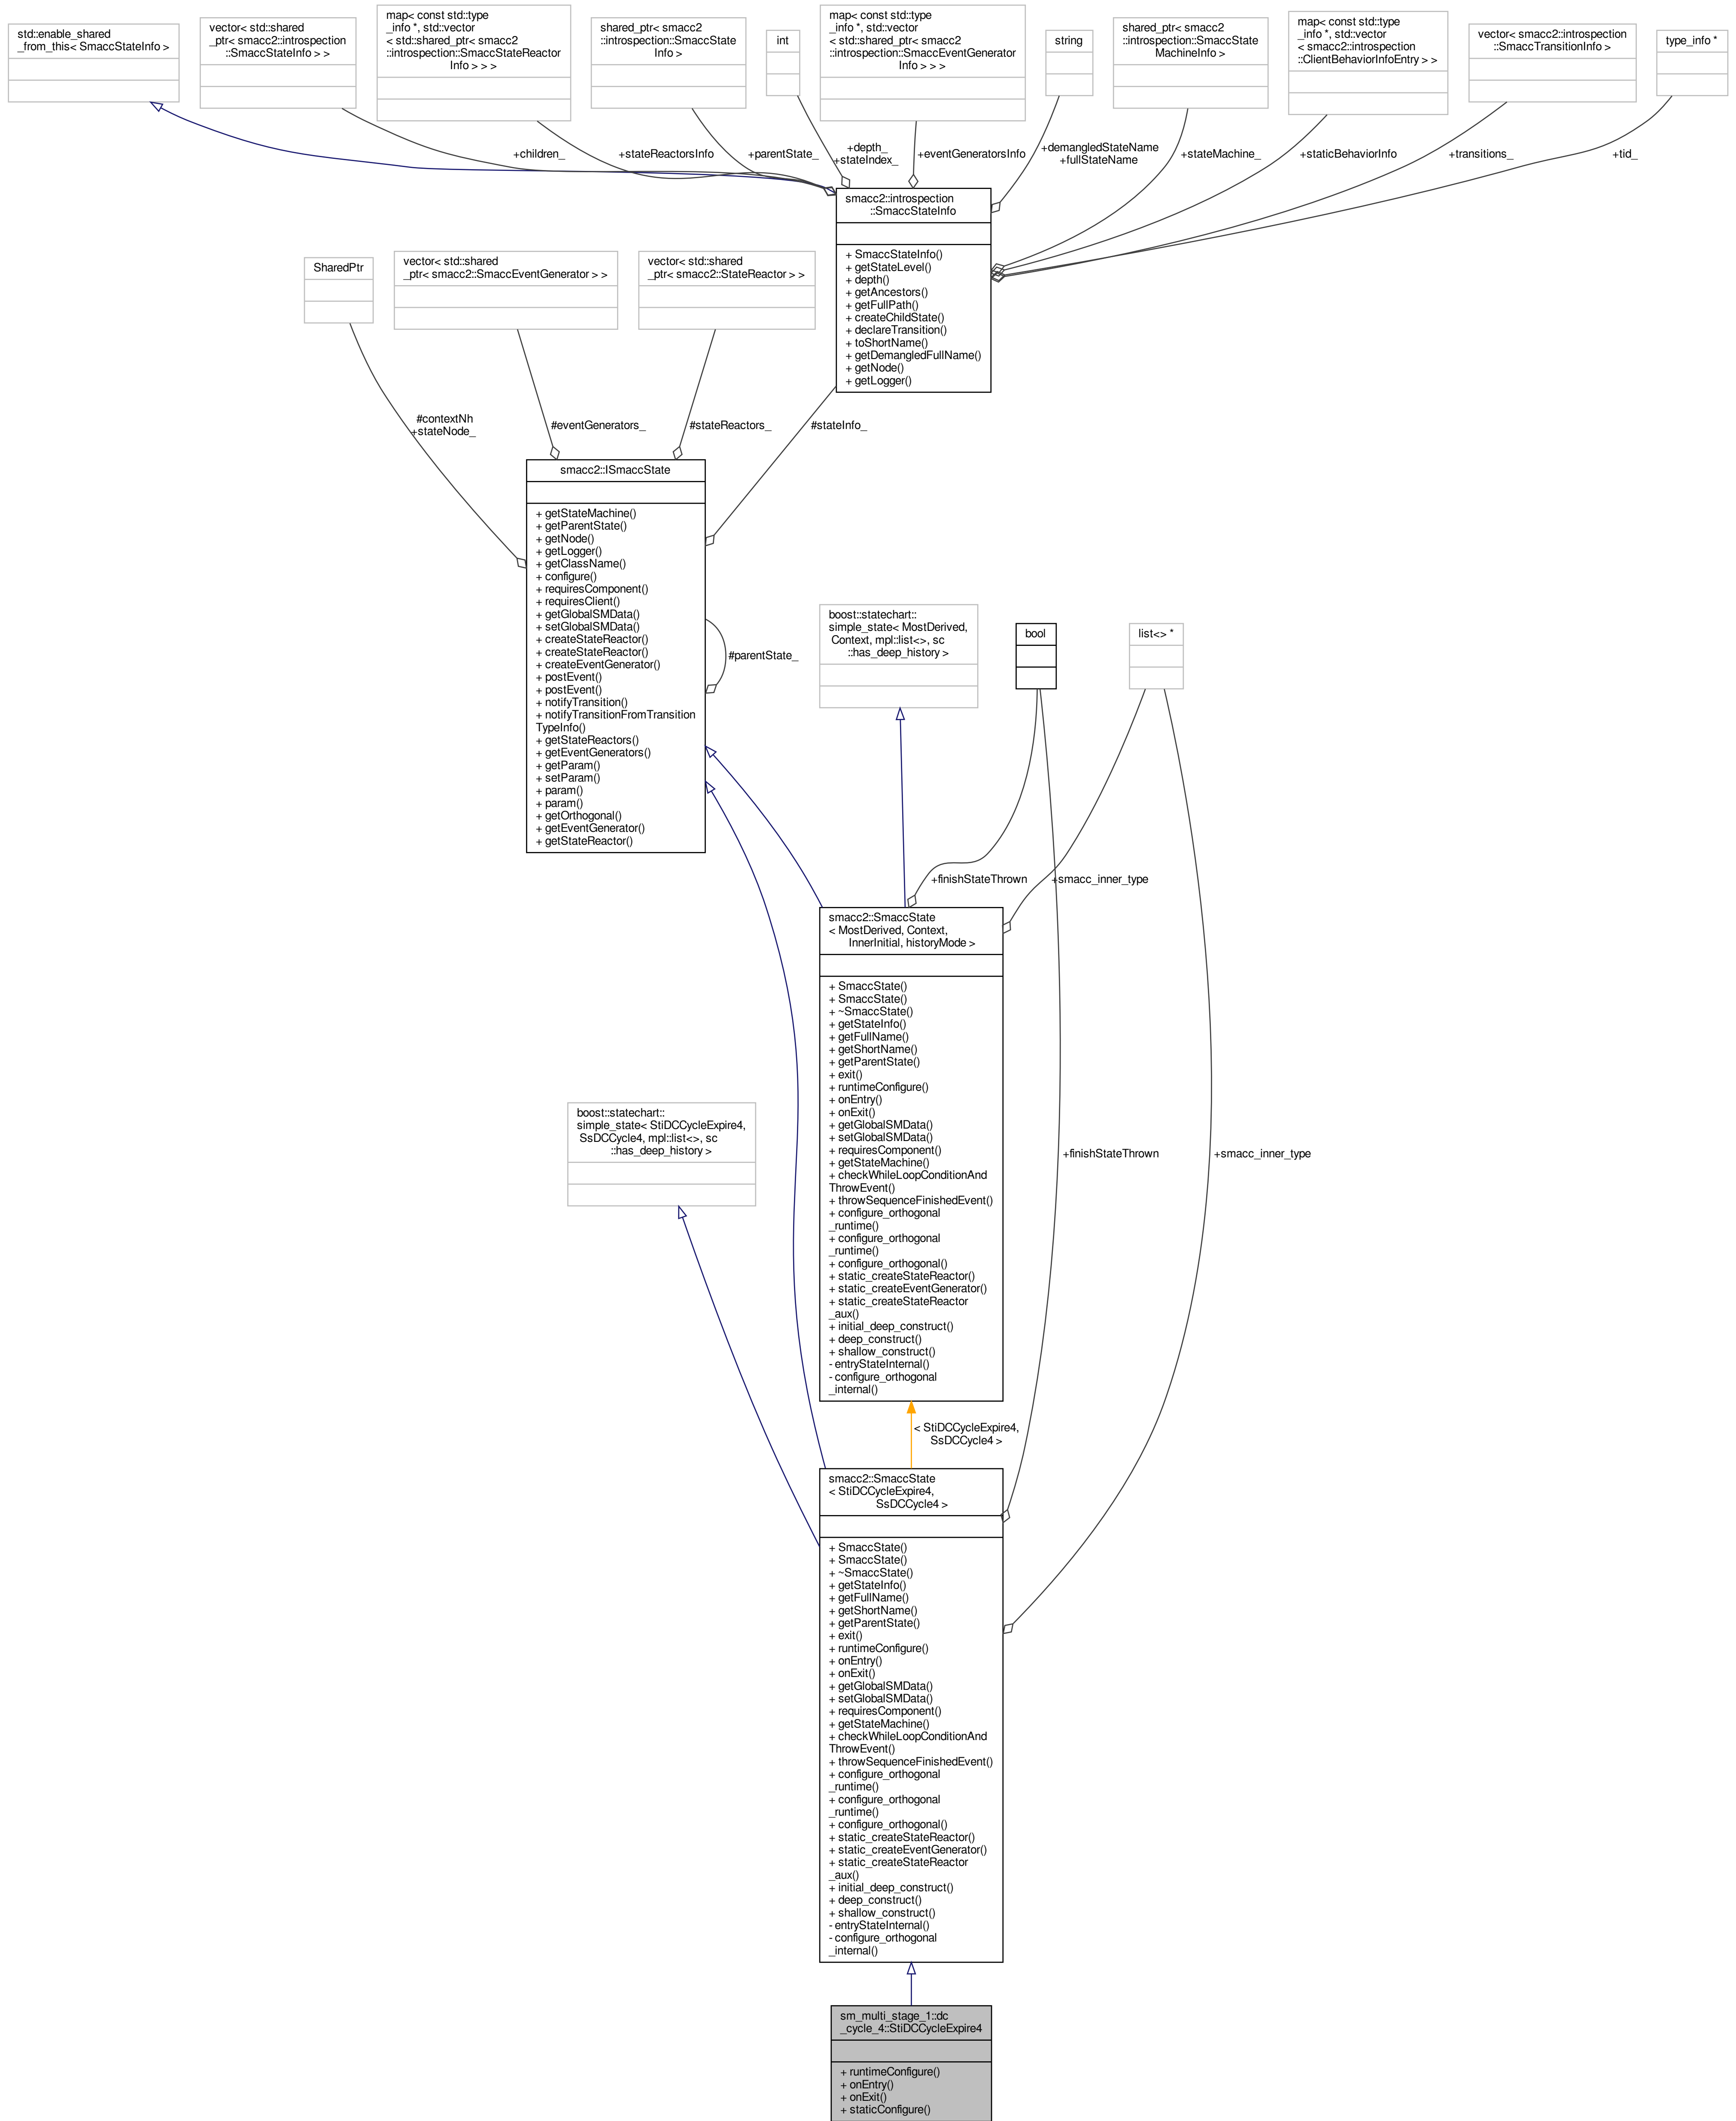 std::enable_shared
_from_this< SmaccStateInfo >
vector< std::shared
_ptr< smacc2::introspection
::SmaccStateInfo > >
map< const std::type
_info *, std::vector
< std::shared_ptr< smacc2
::introspection::SmaccStateReactor
Info > > >
shared_ptr< smacc2
::introspection::SmaccState
Info >
int
map< const std::type
_info *, std::vector
< std::shared_ptr< smacc2
::introspection::SmaccEventGenerator
Info > > >
string
shared_ptr< smacc2
::introspection::SmaccState
MachineInfo >
map< const std::type
_info *, std::vector
< smacc2::introspection
::ClientBehaviorInfoEntry > >
vector< smacc2::introspection
::SmaccTransitionInfo >
type_info *
+children_
+stateReactorsInfo
+parentState_
+depth_
+stateIndex_
+eventGeneratorsInfo
+demangledStateName
+fullStateName
+stateMachine_
+staticBehaviorInfo
+transitions_
+tid_
smacc2::introspection
::SmaccStateInfo
+ SmaccStateInfo()
+ getStateLevel()
+ depth()
+ getAncestors()
+ getFullPath()
+ createChildState()
+ declareTransition()
+ toShortName()
+ getDemangledFullName()
+ getNode()
+ getLogger()
SharedPtr
vector< std::shared
_ptr< smacc2::SmaccEventGenerator > >
vector< std::shared
_ptr< smacc2::StateReactor > >
#contextNh
+stateNode_
#eventGenerators_
#stateReactors_
#stateInfo_
smacc2::ISmaccState
+ getStateMachine()
+ getParentState()
+ getNode()
+ getLogger()
+ getClassName()
+ configure()
+ requiresComponent()
+ requiresClient()
+ getGlobalSMData()
+ setGlobalSMData()
+ createStateReactor()
+ createStateReactor()
+ createEventGenerator()
+ postEvent()
+ postEvent()
+ notifyTransition()
+ notifyTransitionFromTransition
TypeInfo()
+ getStateReactors()
+ getEventGenerators()
+ getParam()
+ setParam()
+ param()
+ param()
+ getOrthogonal()
+ getEventGenerator()
+ getStateReactor()
#parentState_
boost::statechart::
simple_state< MostDerived,
Context, mpl::list<>, sc
::has_deep_history >
bool
list<> *
+finishStateThrown
+smacc_inner_type
smacc2::SmaccState
< MostDerived, Context,
InnerInitial, historyMode >
+ SmaccState()
+ SmaccState()
+ ~SmaccState()
+ getStateInfo()
+ getFullName()
+ getShortName()
+ getParentState()
+ exit()
+ runtimeConfigure()
+ onEntry()
+ onExit()
+ getGlobalSMData()
+ setGlobalSMData()
+ requiresComponent()
+ getStateMachine()
+ checkWhileLoopConditionAnd
ThrowEvent()
+ throwSequenceFinishedEvent()
+ configure_orthogonal
_runtime()
+ configure_orthogonal
_runtime()
+ configure_orthogonal()
+ static_createStateReactor()
+ static_createEventGenerator()
+ static_createStateReactor
_aux()
+ initial_deep_construct()
+ deep_construct()
+ shallow_construct()
- entryStateInternal()
- configure_orthogonal
_internal()
boost::statechart::
simple_state< StiDCCycleExpire4,
SsDCCycle4, mpl::list<>, sc
::has_deep_history >
+finishStateThrown
+smacc_inner_type
< StiDCCycleExpire4,
SsDCCycle4 >
smacc2::SmaccState
< StiDCCycleExpire4,
SsDCCycle4 >
+ SmaccState()
+ SmaccState()
+ ~SmaccState()
+ getStateInfo()
+ getFullName()
+ getShortName()
+ getParentState()
+ exit()
+ runtimeConfigure()
+ onEntry()
+ onExit()
+ getGlobalSMData()
+ setGlobalSMData()
+ requiresComponent()
+ getStateMachine()
+ checkWhileLoopConditionAnd
ThrowEvent()
+ throwSequenceFinishedEvent()
+ configure_orthogonal
_runtime()
+ configure_orthogonal
_runtime()
+ configure_orthogonal()
+ static_createStateReactor()
+ static_createEventGenerator()
+ static_createStateReactor
_aux()
+ initial_deep_construct()
+ deep_construct()
+ shallow_construct()
- entryStateInternal()
- configure_orthogonal
_internal()
sm_multi_stage_1::dc
_cycle_4::StiDCCycleExpire4
+ runtimeConfigure()
+ onEntry()
+ onExit()
+ staticConfigure()